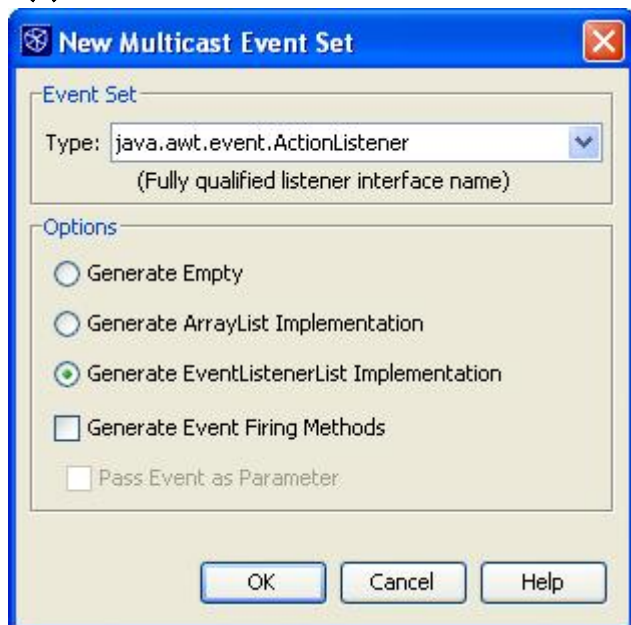 New Multicast Event Set
Event Set
Type: java.awt.event.ActionListener
(Fully qualified listener interface name)
Options
Generate Empty
Generate ArrayList Implementation
Generate EventListenerList Implementation
Generate Event Firing Methods
Pass Event as Parameter
OK Cancel Help